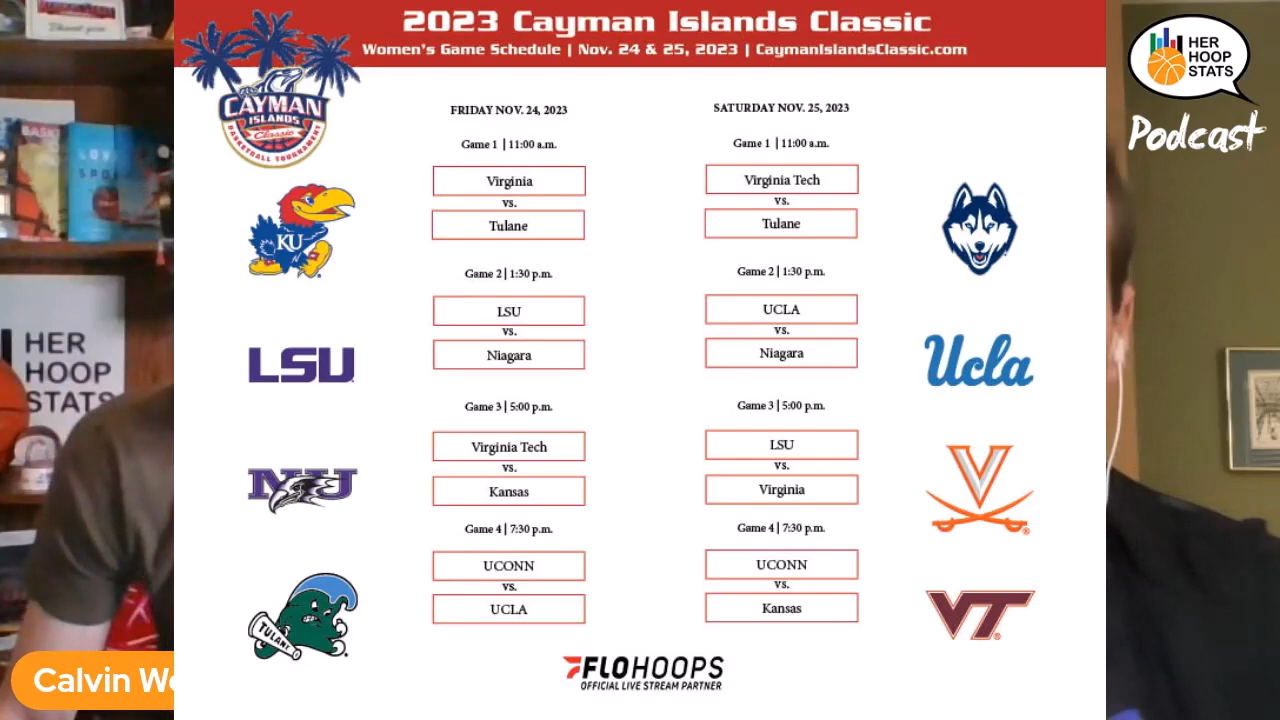 2023 Cayman Islands Classic
Women's Game Schedule | Nov. 24 & 25, 2023 | CaymanIslandsClassic.com
CAYMAN
ISLANDS
Classic
BASKETBALL TOURNAMENT
HER
HOOP
STATS
Podcast
FRIDAY NOV. 24, 2023
Game 1 | 11:00 a.m.
Virginia
vs.
Tulane
Game 2 | 1:30 p.m.
LSU
vs.
Niagara
Game 3 | 5:00 p.m.
Virginia Tech
vs.
Kansas
Game 4 | 7:30 p.m.
UCONN
vs.
UCLA
SATURDAY NOV. 25, 2023
Game 1 | 11:00 a.m.
Virginia Tech
vs.
Tulane
Game 2 | 1:30 p.m.
UCLA
vs.
Niagara
Game 3 | 5:00 p.m.
LSU
vs.
Virginia
Game 4 | 7:30 p.m.
UCONN
vs.
Kansas
KU
LSU
NU
TULANE
Ucla
V
VT
FLOHOOPS
OFFICIAL LIVE STREAM PARTNER
HER
HOOP
STATS
Calvin We